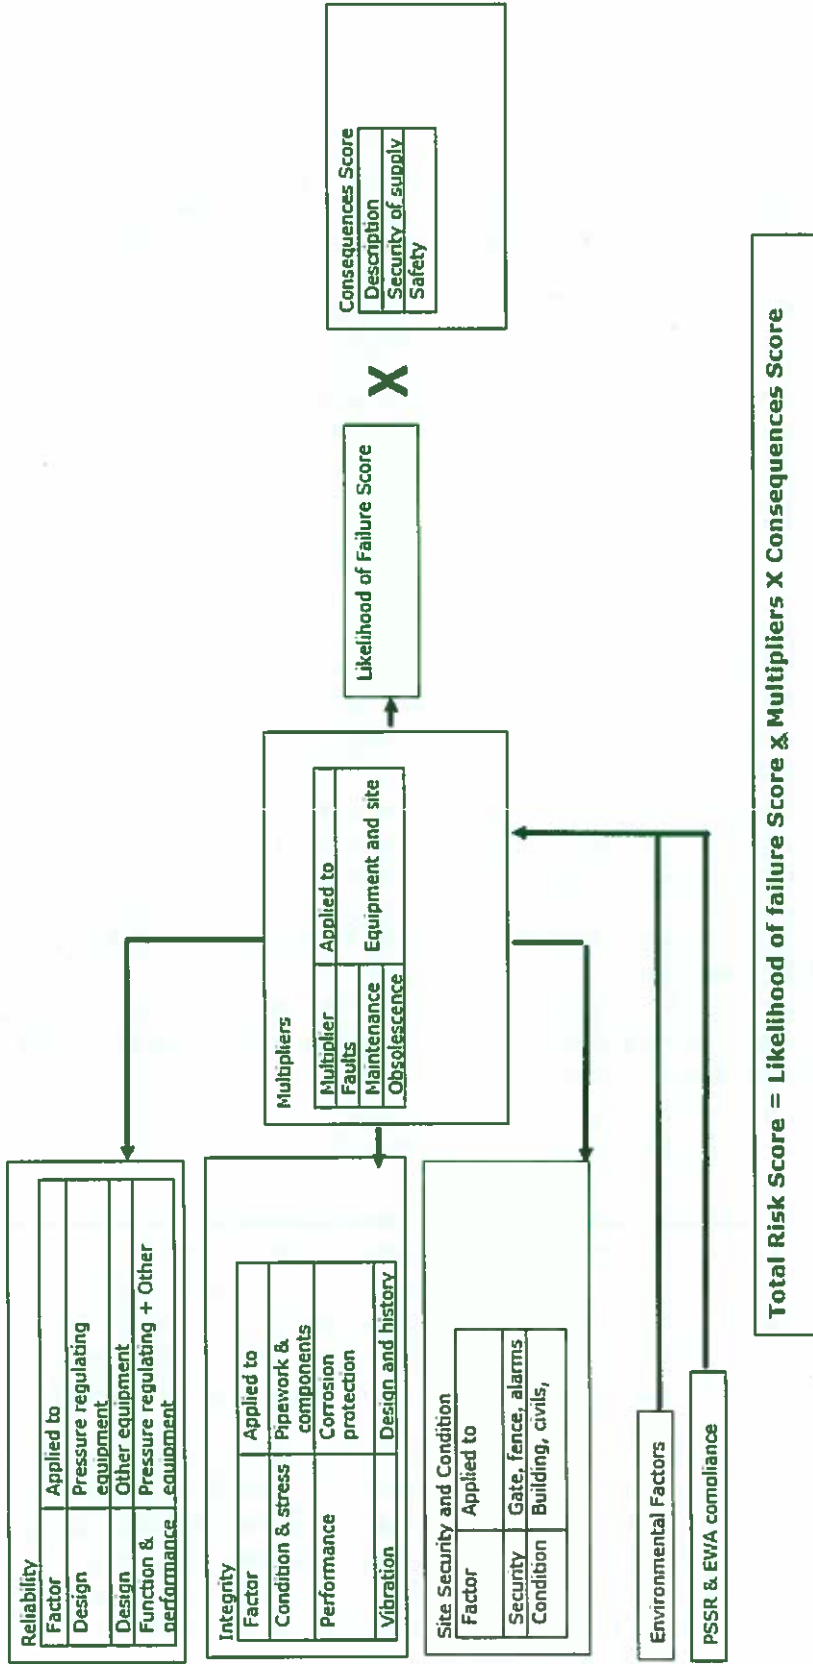 Reliability
Factor Applied to
Design Pressure regulating
equipment
Design Other equipment
Function & Pressure regulating + Other
performance equipment
Integrity
Factor Applied to
Condition & stress Pipework &
components
Performance Corrosion
protection
Vibration Design and history
Site Security and Condition
Factor Applied to
Security Gate, fence, alarms
Condition Building, civils,
Environmental Factors
PSSR & EWA comoliance
Multipliers
Multiplier Applied to
Faults
Maintenance Equipment and site
Obsolescence
Likelihood of Failure Score
X
Consequences Score
Description
Security of supply
Safety
Total Risk Score = Likelihood of failure Score x Multipliers X Consequences Score